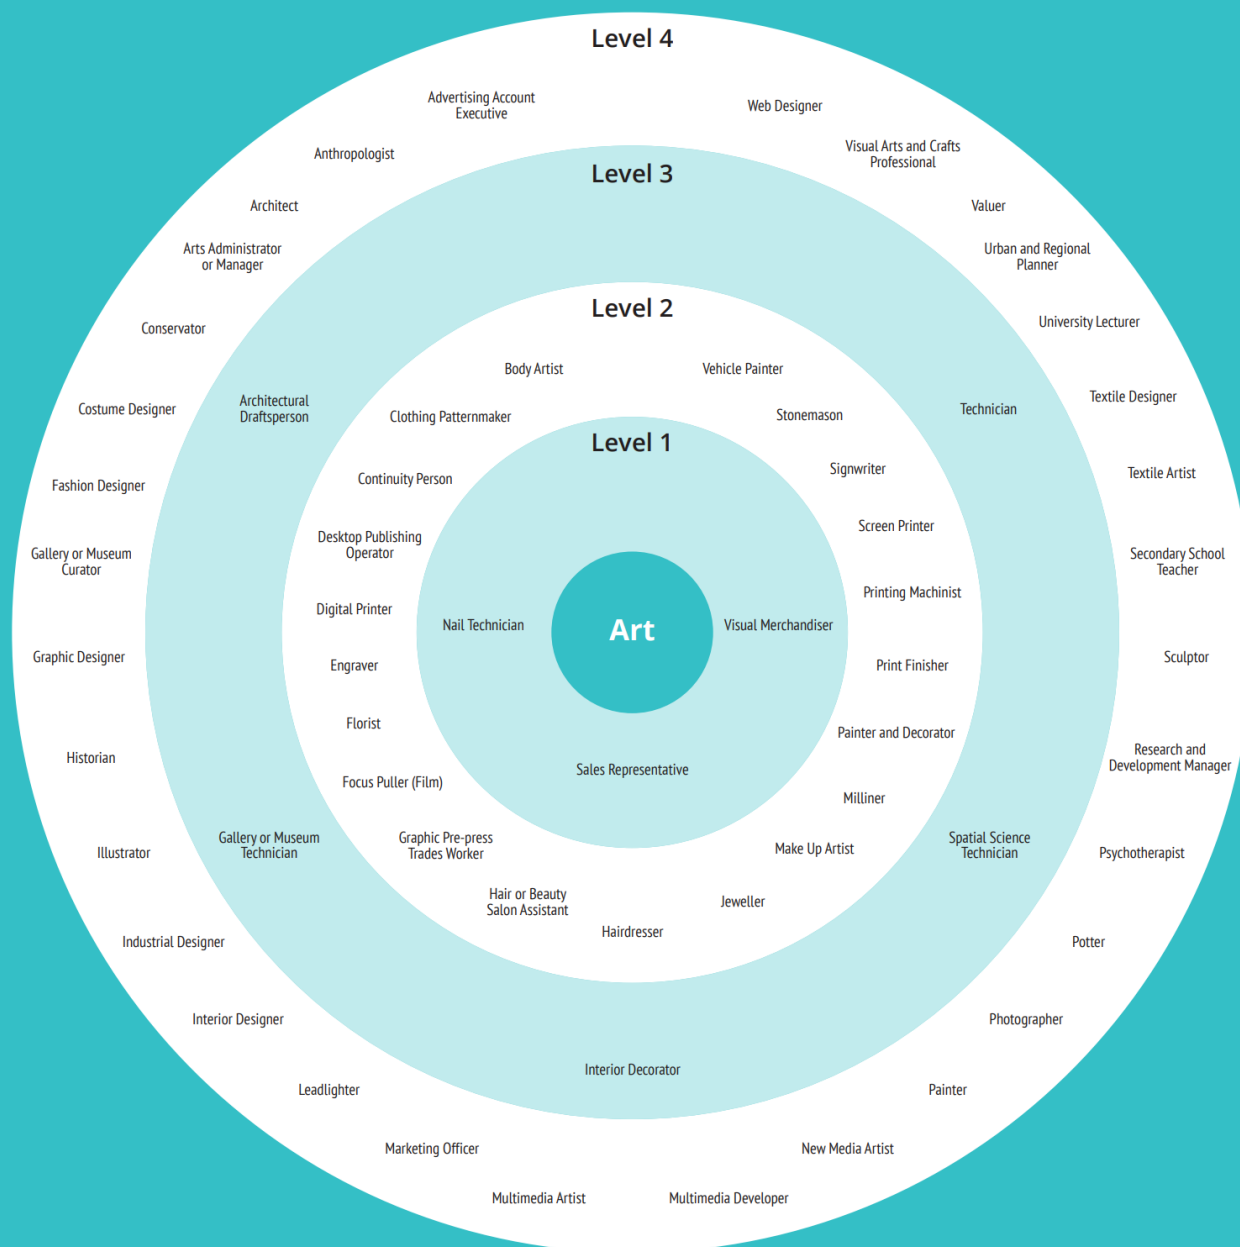 Level 4
Advertising Account
Executive
Web Designer
Anthropologist
Visual Arts and Crafts
Professional
Architect
Valuer
Arts Administrator
or Manager
Urban and Regional
Planner
Conservator
University Lecturer
Costume Designer
Textile Designer
Fashion Designer
Textile Artist
Gallery or Museum
Curator
Secondary School
Teacher
Graphic Designer
Sculptor
Historian
Research and
Development Manager
Illustrator
Psychotherapist
Industrial Designer
Potter
Interior Designer
Photographer
Leadlighter
Painter
Marketing Officer
New Media Artist
Multimedia Artist
Multimedia Developer
Level 3
Architectural
Draftsperson
Technician
Gallery or Museum
Technician
Spatial Science
Technician
Interior Decorator
Level 2
Body Artist
Vehicle Painter
Clothing Patternmaker
Stonemason
Continuity Person
Signwriter
Desktop Publishing
Operator
Screen Printer
Digital Printer
Printing Machinist
Engraver
Print Finisher
Florist
Painter and Decorator
Focus Puller (Film)
Milliner
Graphic Pre-press
Trades Worker
Make Up Artist
Hair or Beauty
Salon Assistant
Jeweller
Hairdresser
Level 1
Nail Technician
Art
Visual Merchandiser
Sales Representative